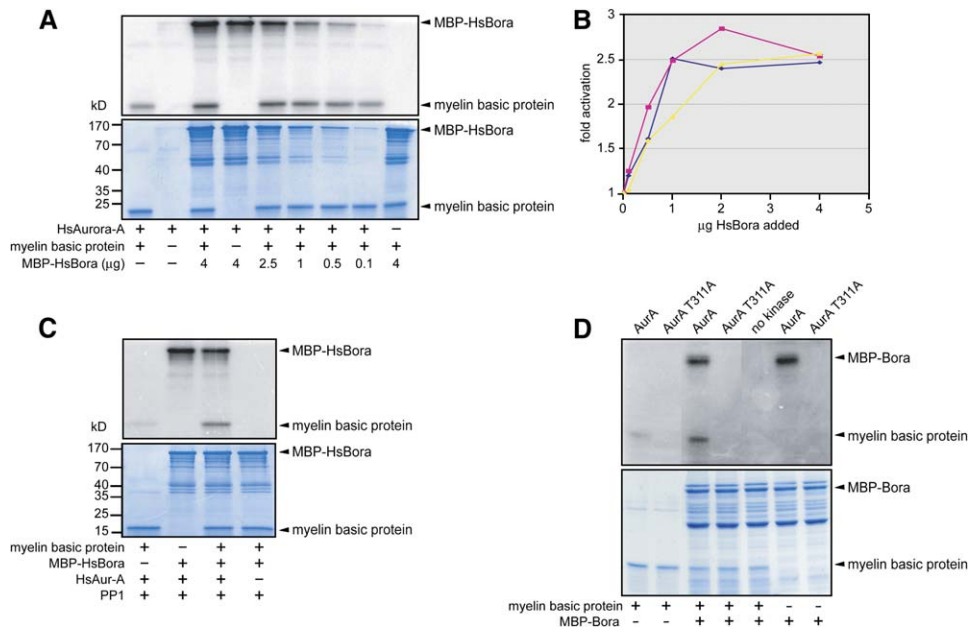 A
MBP-HsBora
myelin basic protein
kD
170
70
40
35
25
MBP-HsBora
myelin basic protein
HsAurora-A + + + + + + + + −
myelin basic protein + − + − + + + + +
MBP-HsBora (µg) − − 4 4 2.5 1 0.5 0.1 4
B
fold activation
3
2.5
2
1.5
1
0 1 2 3 4 5
µg HsBora added
C
MBP-HsBora
myelin basic protein
kD
170
70
40
35
25
15
MBP-HsBora
myelin basic protein
myelin basic protein + − + +
MBP-HsBora − + + +
HsAur-A + + + −
PP1 + + + +
D
AurA AurA T311A AurA AurA T311A no kinase AurA AurA T311A
MBP-Bora
myelin basic protein
MBP-Bora
myelin basic protein
myelin basic protein + + + + + − −
MBP-Bora − − + + + + +